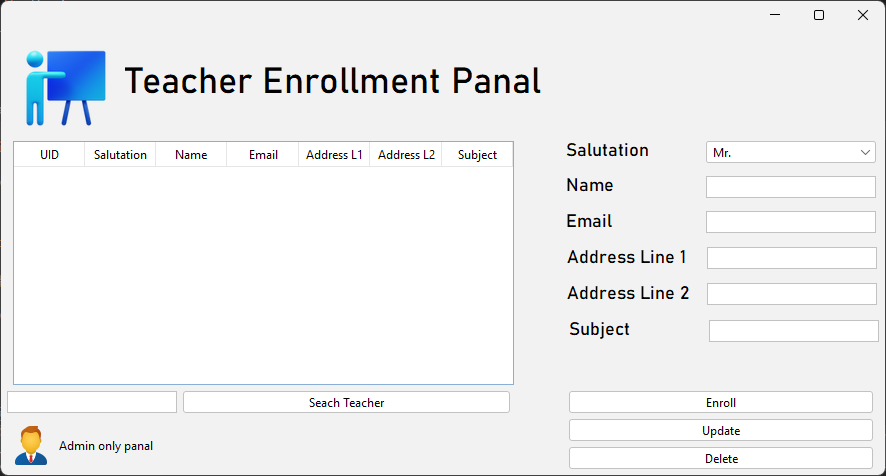 Teacher Enrollment Panal
UID Salutation Name Email Address L1 Address L2 Subject
Salutation Mr.
Name
Email
Address Line 1
Address Line 2
Subject
Seach Teacher
Enroll
Update
Delete
Admin only panal